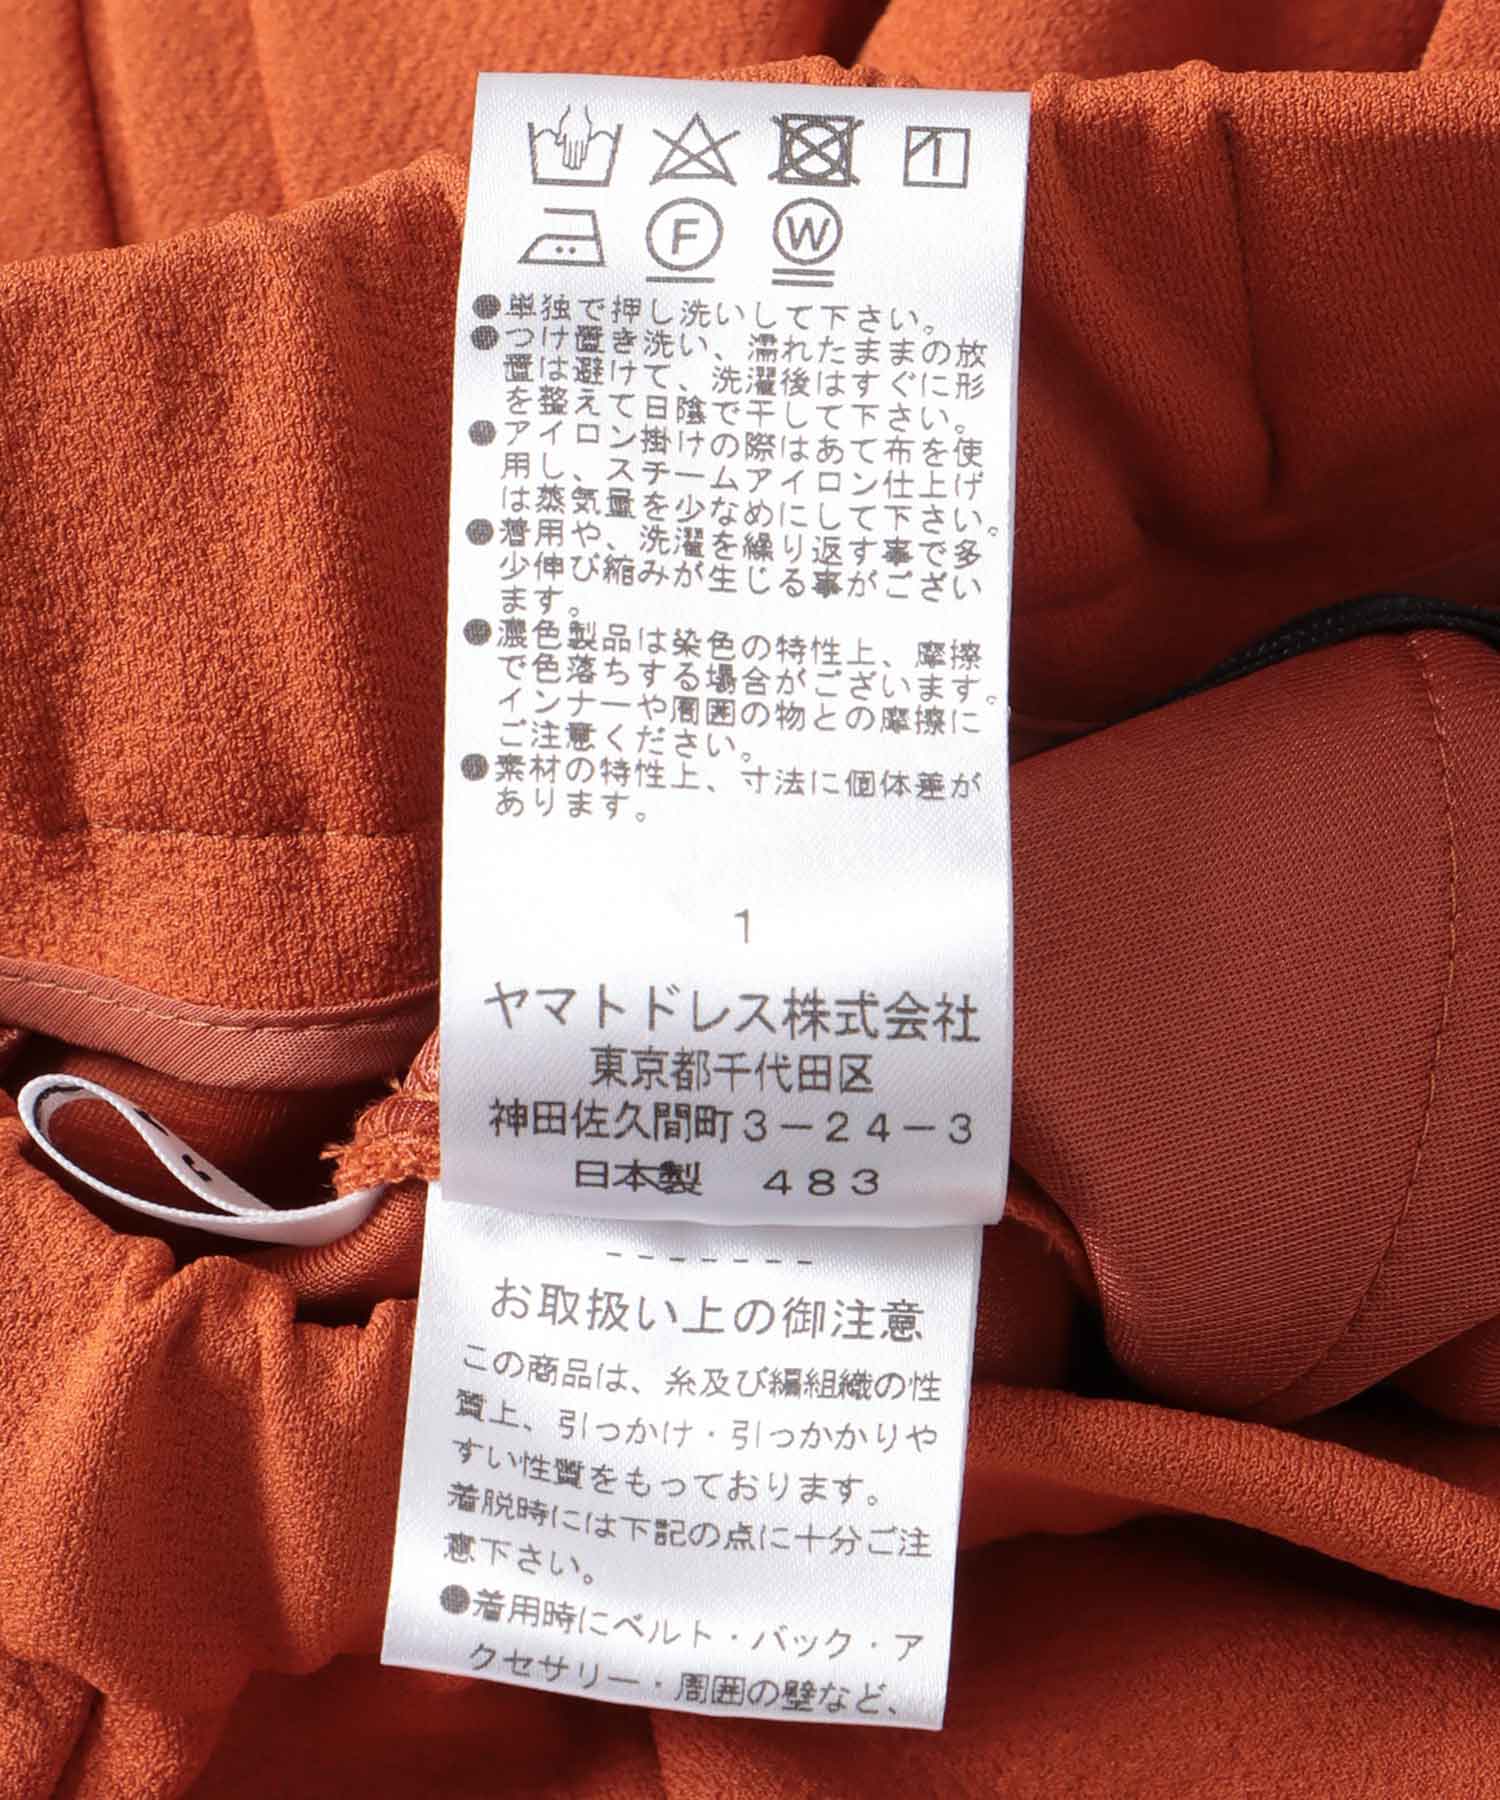 1
F W
●単独で押し洗いして下さい。
●つけ置き洗い、濡れたままの放
置は避けて、洗濯後はすぐに形
を整えて日陰で干して下さい。
●アイロン掛けの際はあて布を使
用し、スチームアイロン仕上げ
は蒸気量を少なめにして下さい。
●着用や、洗濯を繰り返す事で多
少伸び縮みが生じる事がござい
ます。
●濃色製品は染色の特性上、摩擦
で色落ちする場合がございます。
インナーや周囲の物との摩擦に
ご注意ください。
●素材の特性上、寸法に個体差が
あります。
1
ヤマトドレス株式会社
東京都千代田区
神田佐久間町3－24－3
日本製 483
-------
お取扱い上の御注意
この商品は、糸及び編組織の性
質上、引っかけ・引っかかりや
すい性質をもっております。
着脱時には下記の点に十分ご注
意下さい。
●着用時にベルト・バック・ア
クセサリー・周囲の壁など、